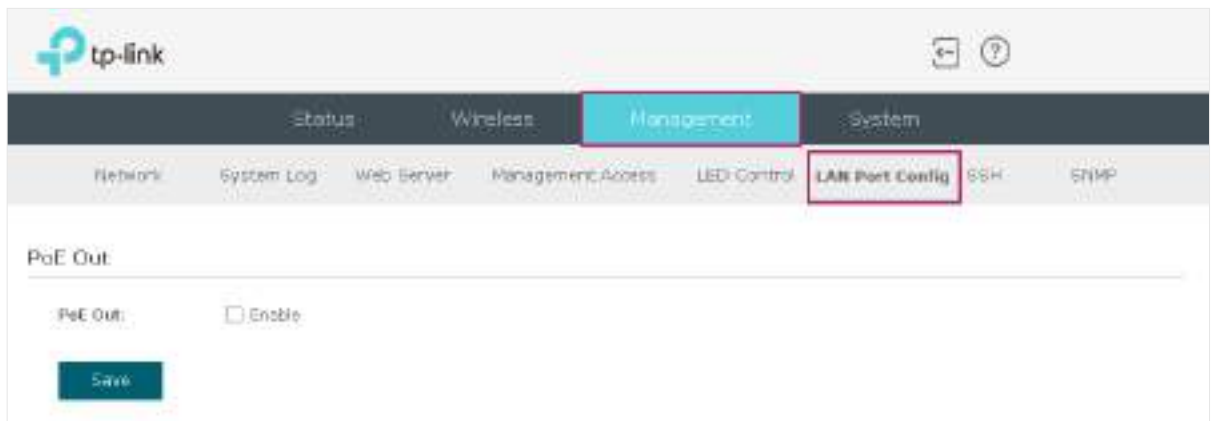 tp-link
Status Wireless Management System
Network System Log Web Server Management Access LED Control LAN Port Config SSH SNMP
PoE Out
PoE Out: Enable
Save